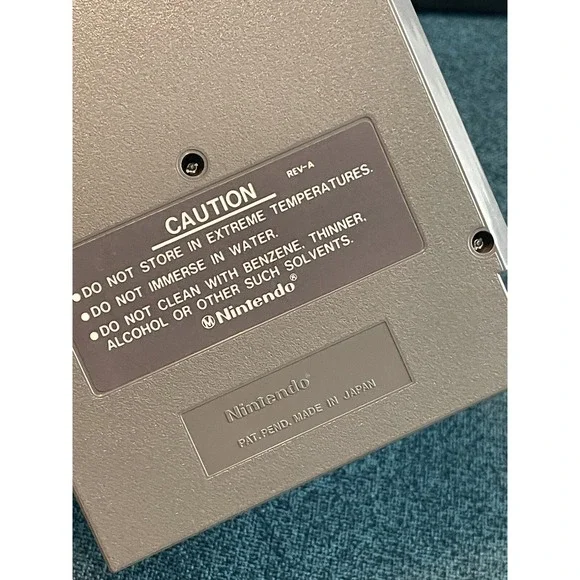 CAUTION REV-A
●DO NOT STORE IN EXTREME TEMPERATURES.
●DO NOT IMMERSE IN WATER.
●DO NOT CLEAN WITH BENZENE, THINNER,
ALCOHOL OR OTHER SUCH SOLVENTS.
Ⓜ Nintendo®
Nintendo®
PAT. PEND. MADE IN JAPAN